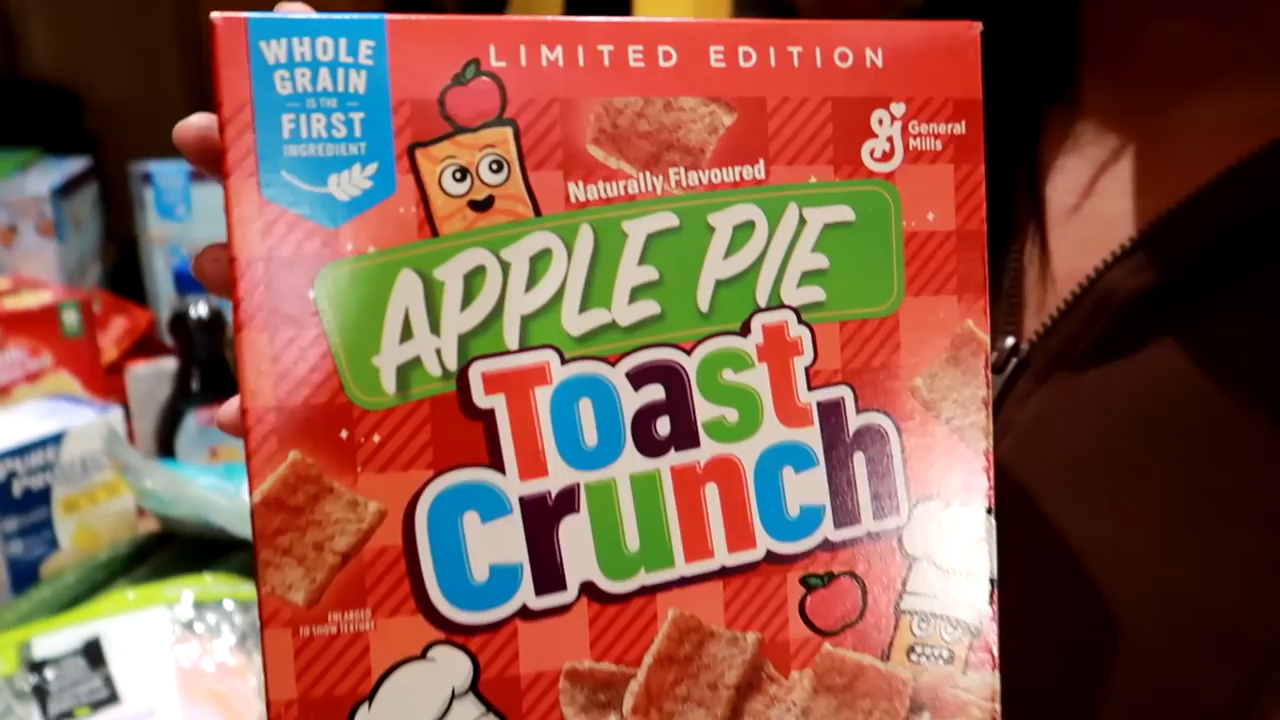 LIMITED EDITION
WHOLE
GRAIN
IS THE
FIRST
INGREDIENT
General
Mills
Naturally Flavoured
APPLE PIE
Toast
Crunch
ENLARGED
TO SHOW TEXTURE
PURE